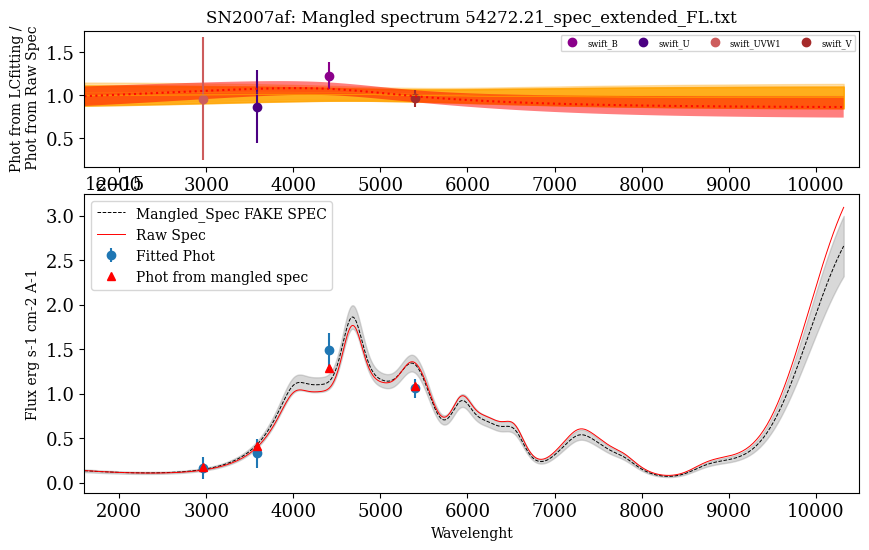 SN2007af: Mangled spectrum 54272.21_spec_extended_FL.txt
Phot from LCfitting /
Phot from Raw Spec
1.5
1.0
0.5
swift_B
swift_U
swift_UVW1
swift_V
2000 3000 4000 5000 6000 7000 8000 9000 10000
1e−15
Flux erg s-1 cm-2 A-1
3.0
2.5
2.0
1.5
1.0
0.5
0.0
Mangled_Spec FAKE SPEC
Raw Spec
Fitted Phot
Phot from mangled spec
2000 3000 4000 5000 6000 7000 8000 9000 10000
Wavelenght